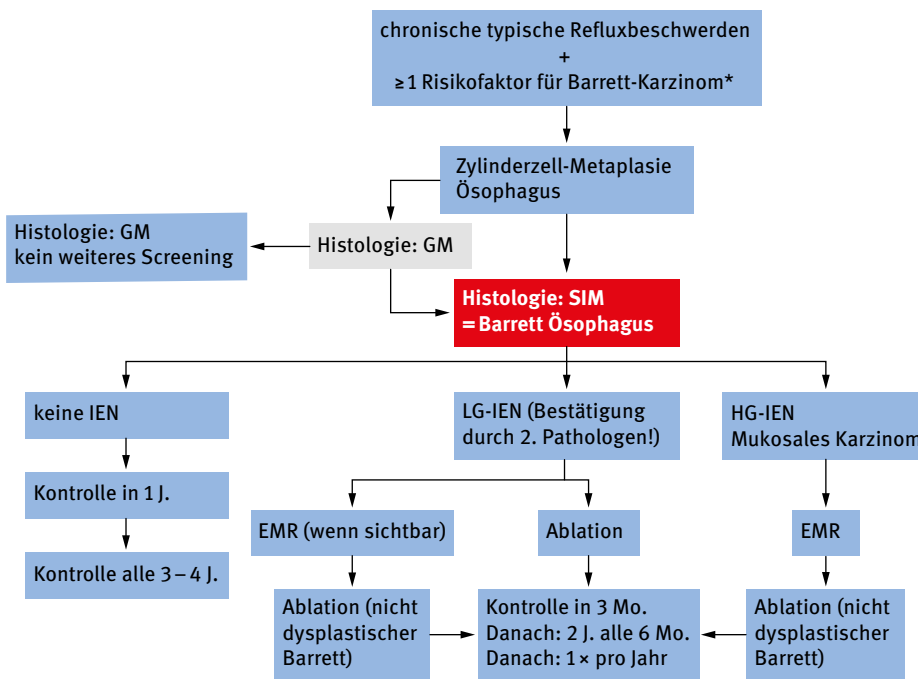 chronische typische Refluxbeschwerden
+
≥1 Risikofaktor für Barrett-Karzinom*
Zylinderzell-Metaplasie
Ösophagus
Histologie: GM
kein weiteres Screening
Histologie: GM
Histologie: SIM
= Barrett Ösophagus
keine IEN
LG-IEN (Bestätigung
durch 2. Pathologen!)
HG-IEN
Mukosales Karzinom
Kontrolle in 1 J.
EMR (wenn sichtbar)
Ablation
EMR
Kontrolle alle 3–4 J.
Ablation (nicht
dysplastischer
Barrett)
Kontrolle in 3 Mo.
Danach: 2 J. alle 6 Mo.
Danach: 1× pro Jahr
Ablation (nicht
dysplastischer
Barrett)